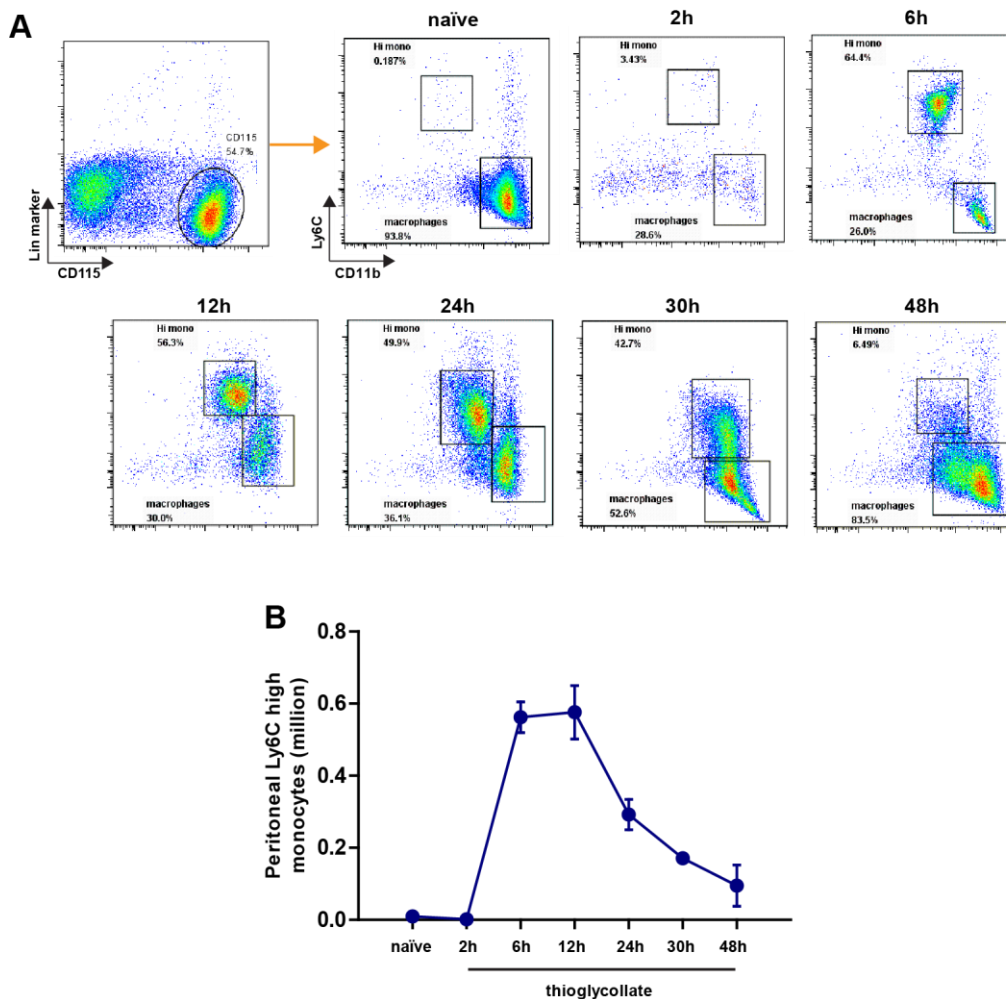 A
naïve
2h
6h
Lin marker
CD115
CD115
54.7%
Ly6C
CD11b
Hi mono
0.187%
macrophages
93.8%
Hi mono
3.43%
macrophages
28.6%
Hi mono
64.4%
macrophages
26.0%
12h
24h
30h
48h
Hi mono
56.3%
macrophages
30.0%
Hi mono
49.9%
macrophages
36.1%
Hi mono
42.7%
macrophages
52.6%
Hi mono
6.49%
macrophages
83.5%
B
Peritoneal Ly6C high
monocytes (million)
0.8
0.6
0.4
0.2
0.0
naïve 2h 6h 12h 24h 30h 48h
thioglycollate